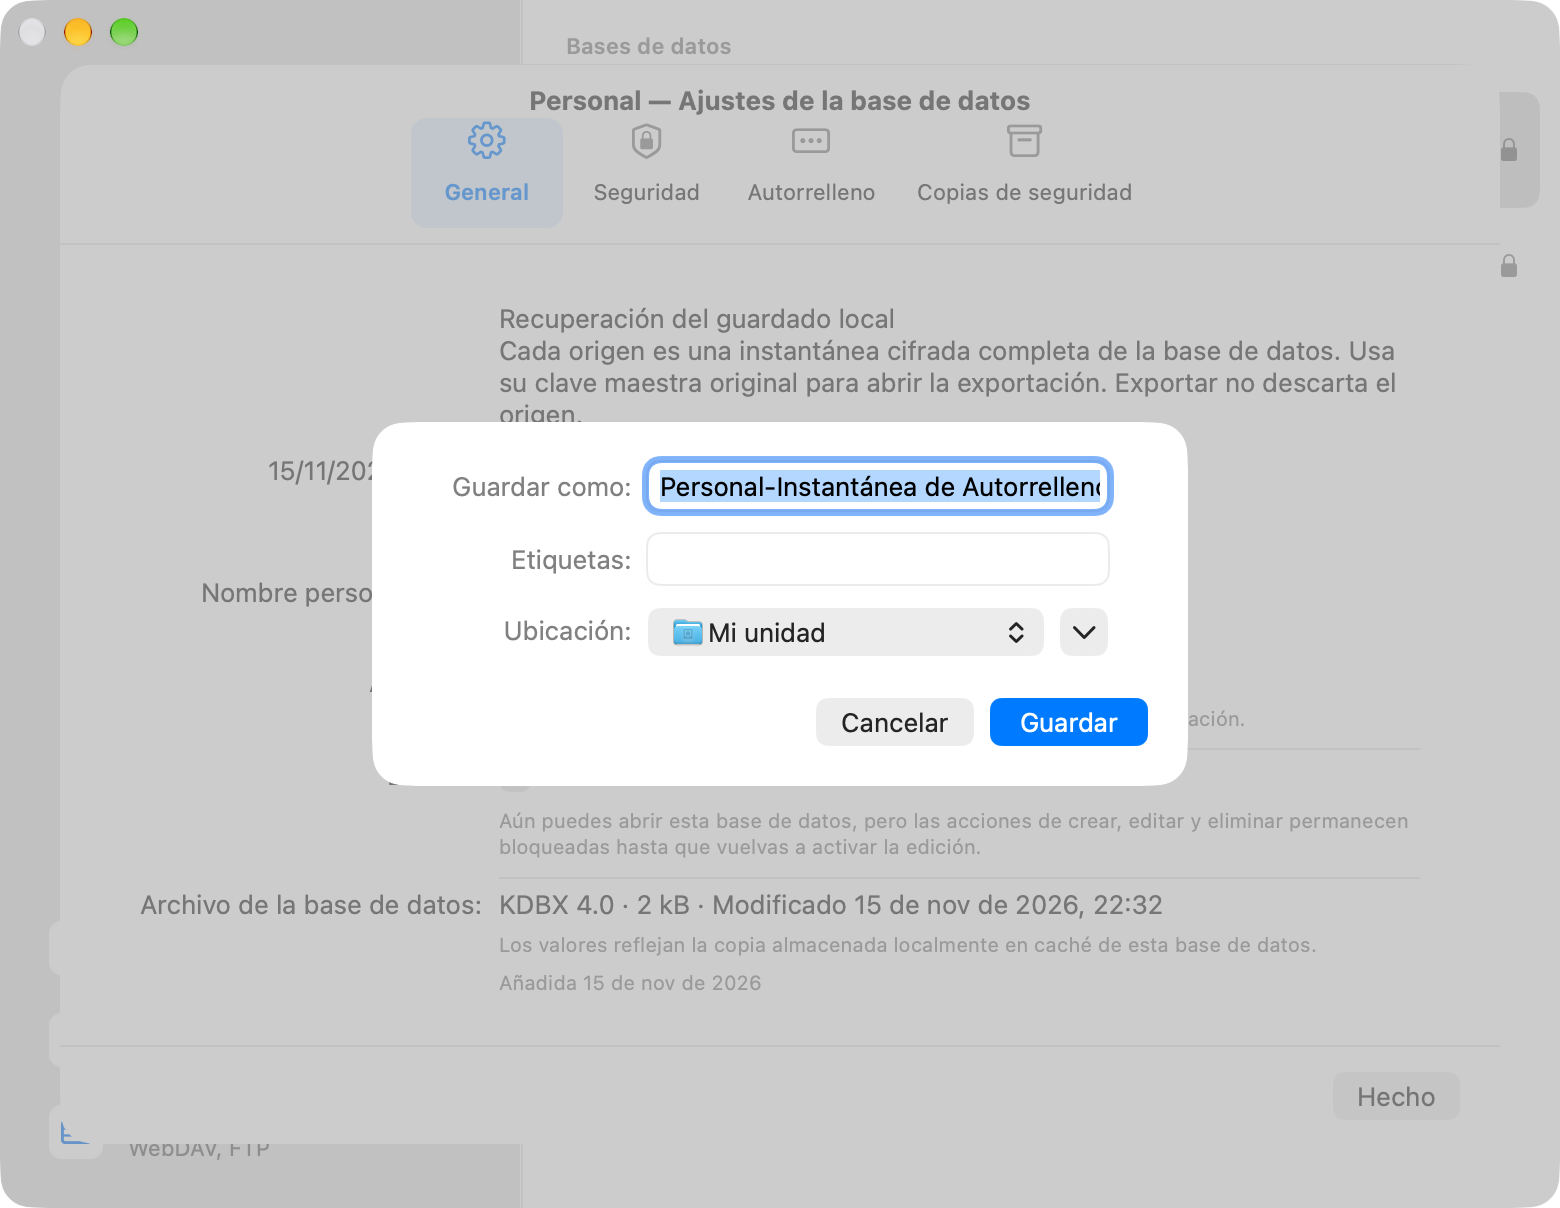 Bases de datos
Personal — Ajustes de la base de datos
General
Seguridad
Autorrelleno
Copias de seguridad
Recuperación del guardado local
Cada origen es una instantánea cifrada completa de la base de datos. Usa
su clave maestra original para abrir la exportación. Exportar no descarta el
origen.
15/11/202
Guardar como:
Personal-Instantánea de Autorrelleno
Etiquetas:
Nombre perso
Ubicación:
Mi unidad
Cancelar
Guardar
ación.
Aún puedes abrir esta base de datos, pero las acciones de crear, editar y eliminar permanecen
bloqueadas hasta que vuelvas a activar la edición.
Archivo de la base de datos:
KDBX 4.0 · 2 kB · Modificado 15 de nov de 2026, 22:32
Los valores reflejan la copia almacenada localmente en caché de esta base de datos.
Añadida 15 de nov de 2026
Hecho
WebDAV, FTP